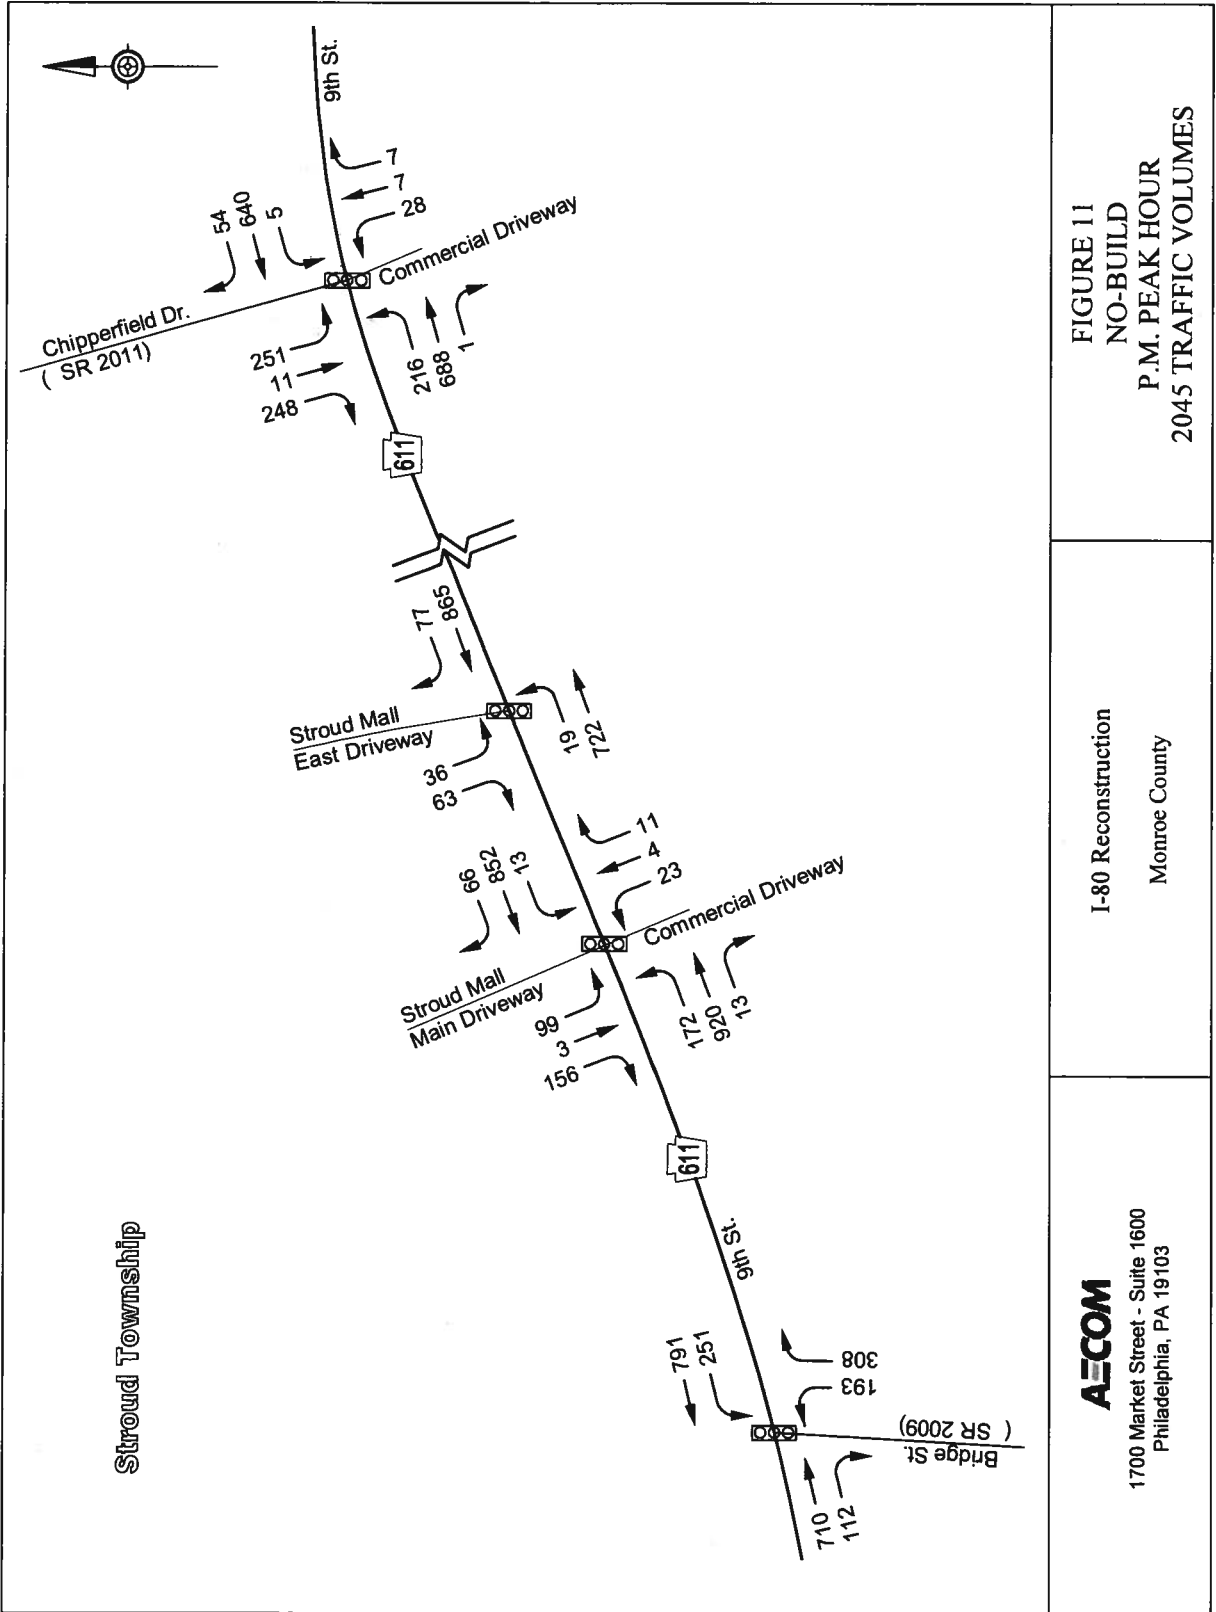 Stroud Township
9th St.
Chipperfield Dr.
( SR 2011)
54
640
5
7
7
28
Commercial Driveway
251
11
248
216
688
1
611
77
865
Stroud Mall
East Driveway
36
63
19
722
66
852
13
11
4
23
Commercial Driveway
Stroud Mall
Main Driveway
99
3
156
172
920
13
611
9th St.
791
251
308
193
Bridge St.
( SR 2009)
710
112
AECOM
1700 Market Street - Suite 1600
Philadelphia, PA 19103
I-80 Reconstruction
Monroe County
FIGURE 11
NO-BUILD
P.M. PEAK HOUR
2045 TRAFFIC VOLUMES